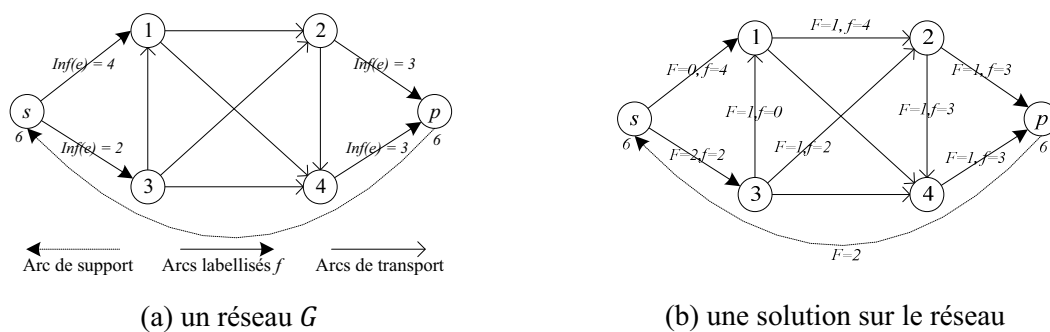 1
2
Inf(e) = 4
Inf(e) = 3
s
p
6
6
Inf(e) = 2
Inf(e) = 3
3
4
Arc de support
Arcs labellisés f
Arcs de transport
(a) un réseau G
F=1, f=4
1
2
F=0, f=4
F=1, f=3
s
F=1,f=0
F=1,f=3
p
6
6
F=2,f=2
F=1,f=2
F=1, f=3
3
4
F=2
(b) une solution sur le réseau